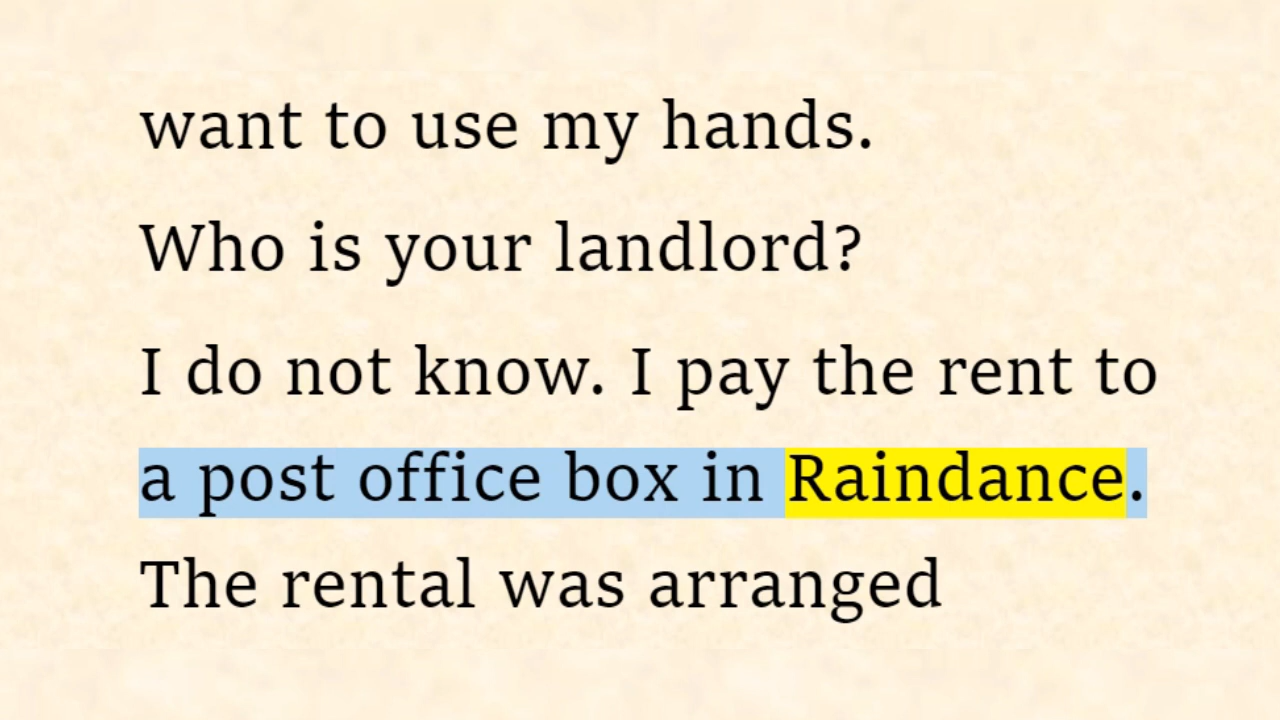 want to use my hands.
Who is your landlord?
I do not know. I pay the rent to
a post office box in Raindance.
The rental was arranged